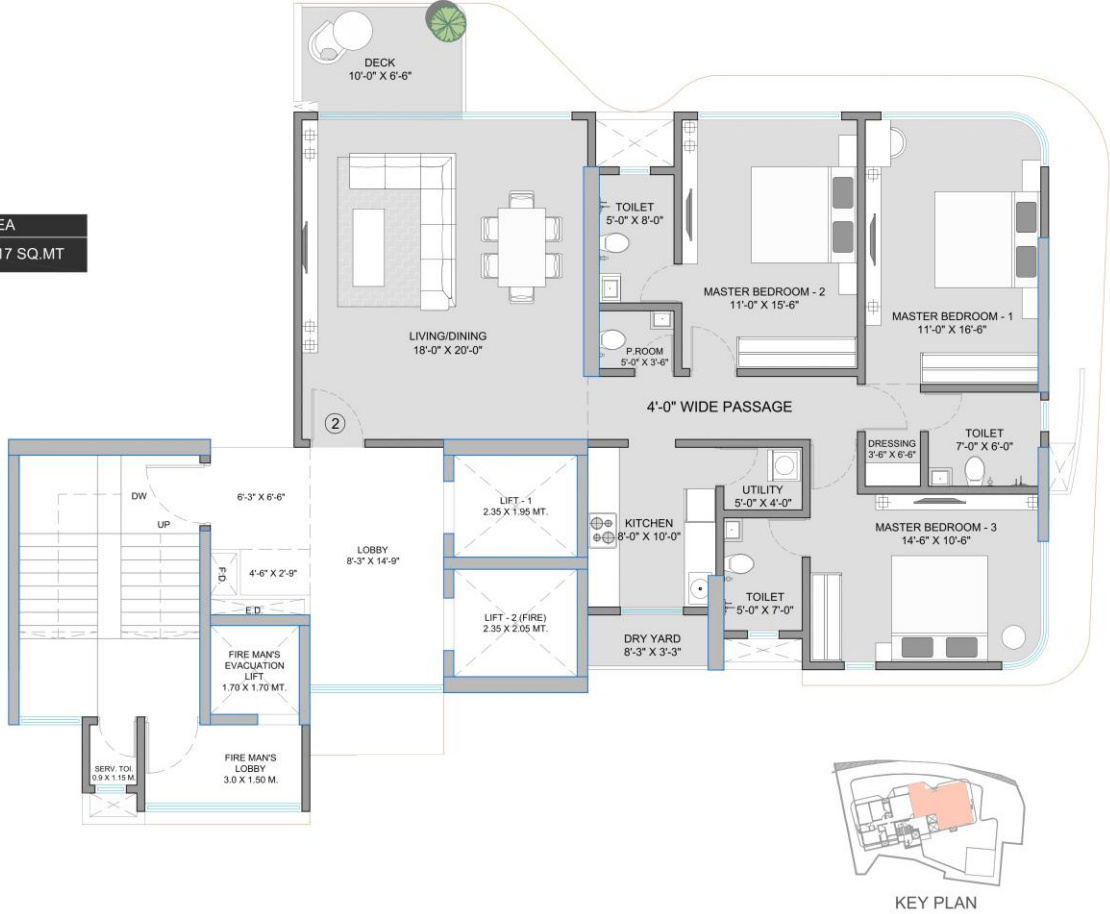 DECK
10'-0" X 6'-6"
EA
17 SQ.MT
TOILET
5'-0" X 8'-0"
MASTER BEDROOM - 2
11'-0" X 15'-6"
MASTER BEDROOM - 1
11'-0" X 16'-6"
LIVING/DINING
18'-0" X 20'-0"
P.ROOM
5'-0" X 3'-6"
4'-0" WIDE PASSAGE
2
DRESSING
3'-6" X 6'-6"
TOILET
7'-0" X 6'-0"
DW
UP
6'-3" X 6'-6"
LIFT - 1
2.35 X 1.95 MT.
UTILITY
5'-0" X 4'-0"
KITCHEN
8'-0" X 10'-0"
MASTER BEDROOM - 3
14'-6" X 10'-6"
LOBBY
8'-3" X 14'-9"
F.D.
4'-6" X 2'-9"
E.D.
TOILET
5'-0" X 7'-0"
LIFT - 2 (FIRE)
2.35 X 2.05 MT.
DRY YARD
8'-3" X 3'-3"
FIRE MAN'S
EVACUATION
LIFT
1.70 X 1.70 MT.
SERV. TOI.
0.9 X 1.15 M.
FIRE MAN'S
LOBBY
3.0 X 1.50 M.
KEY PLAN